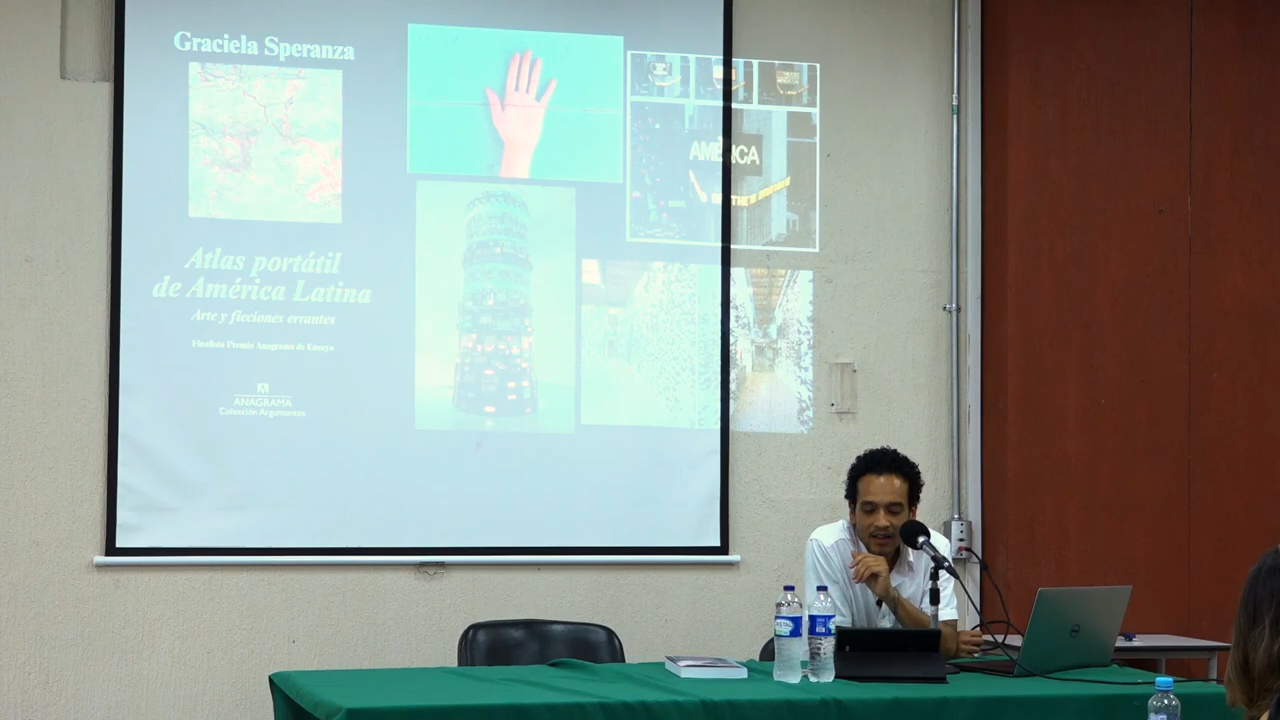 Graciela Speranza
Atlas portátil
de América Latina
Arte y ficciones errantes
Finalista Premio Anagrama de Ensayo
ANAGRAMA
Colección Argumentos
AMÉRICA
DELL